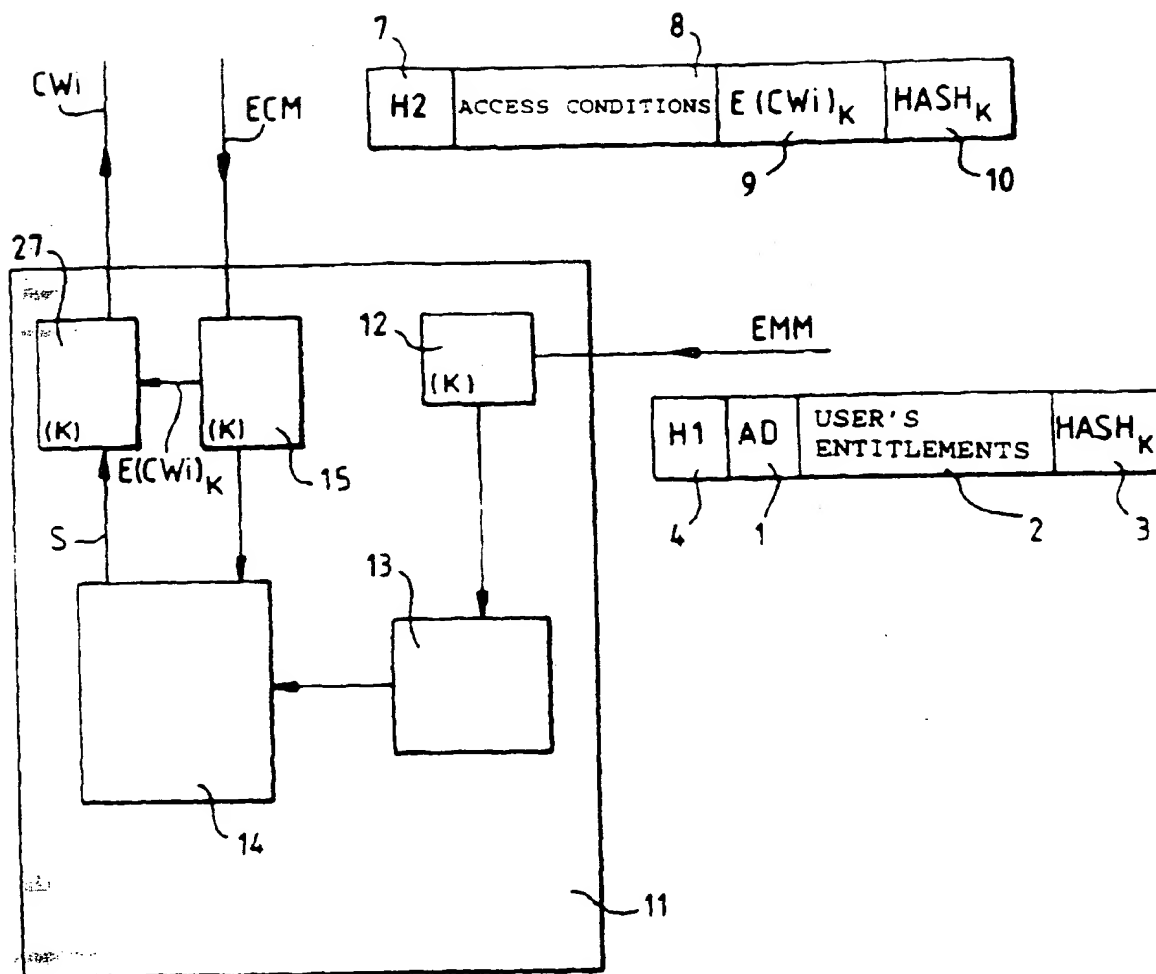 7
8
CWi
ECM
H2
ACCESS CONDITIONS
E(CWi)K
HASHK
9
10
27
12
EMM
(K)
(K)
(K)
E(CWi)K
15
H1
AD
USER'S
ENTITLEMENTS
HASHK
4
1
2
3
S
13
14
11